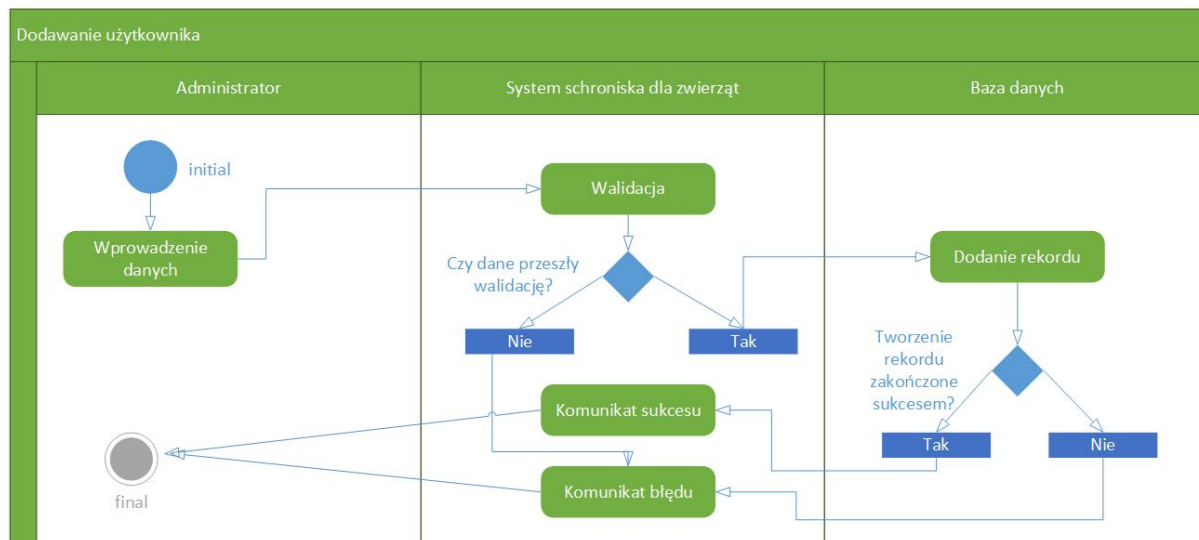 Dodawanie użytkownika
Administrator
System schroniska dla zwierząt
Baza danych
initial
Wprowadzenie
danych
Walidacja
Czy dane przeszły
walidację?
Nie
Tak
Dodanie rekordu
Tworzenie
rekordu
zakończone
sukcesem?
Tak
Nie
Komunikat sukcesu
Komunikat błędu
final